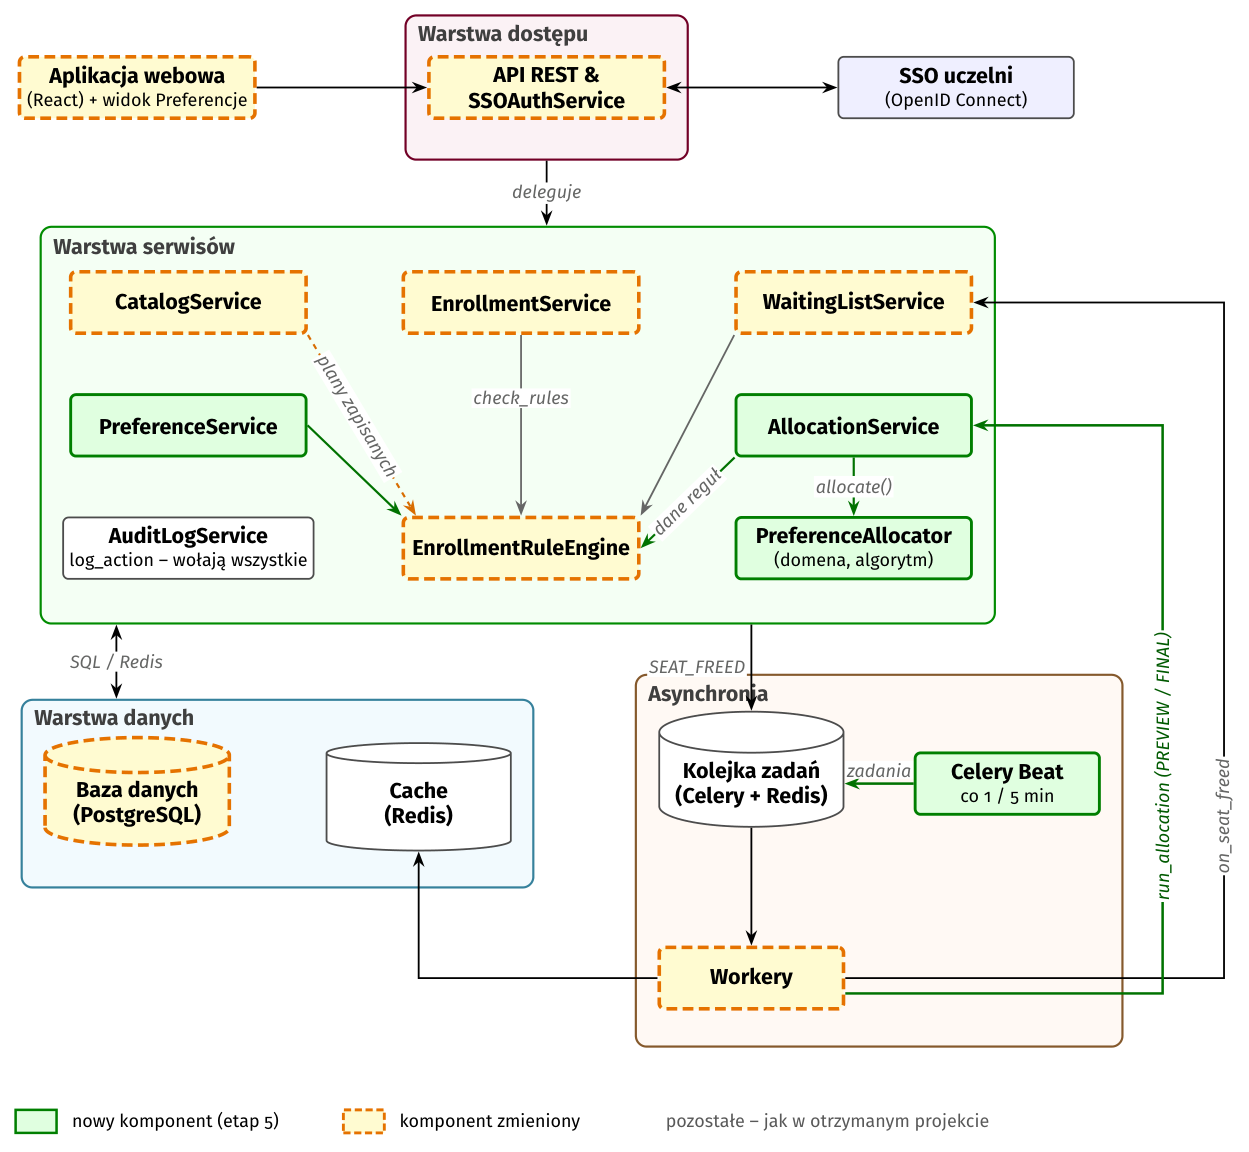 Warstwa dostępu
Aplikacja webowa
(React) + widok Preferencje
API REST &
SSOAuthService
SSO uczelni
(OpenID Connect)
deleguje
Warstwa serwisów
CatalogService
EnrollmentService
WaitingListService
plany zapisanych
check_rules
PreferenceService
AllocationService
dane reguł
allocate()
AuditLogService
log_action – wołają wszystkie
EnrollmentRuleEngine
PreferenceAllocator
(domena, algorytm)
SQL / Redis
SEAT_FREED
run_allocation (PREVIEW / FINAL)
on_seat_freed
Warstwa danych
Baza danych
(PostgreSQL)
Cache
(Redis)
Asynchronia
Kolejka zadań
(Celery + Redis)
zadania
Celery Beat
co 1 / 5 min
Workery
nowy komponent (etap 5)
komponent zmieniony
pozostałe – jak w otrzymanym projekcie